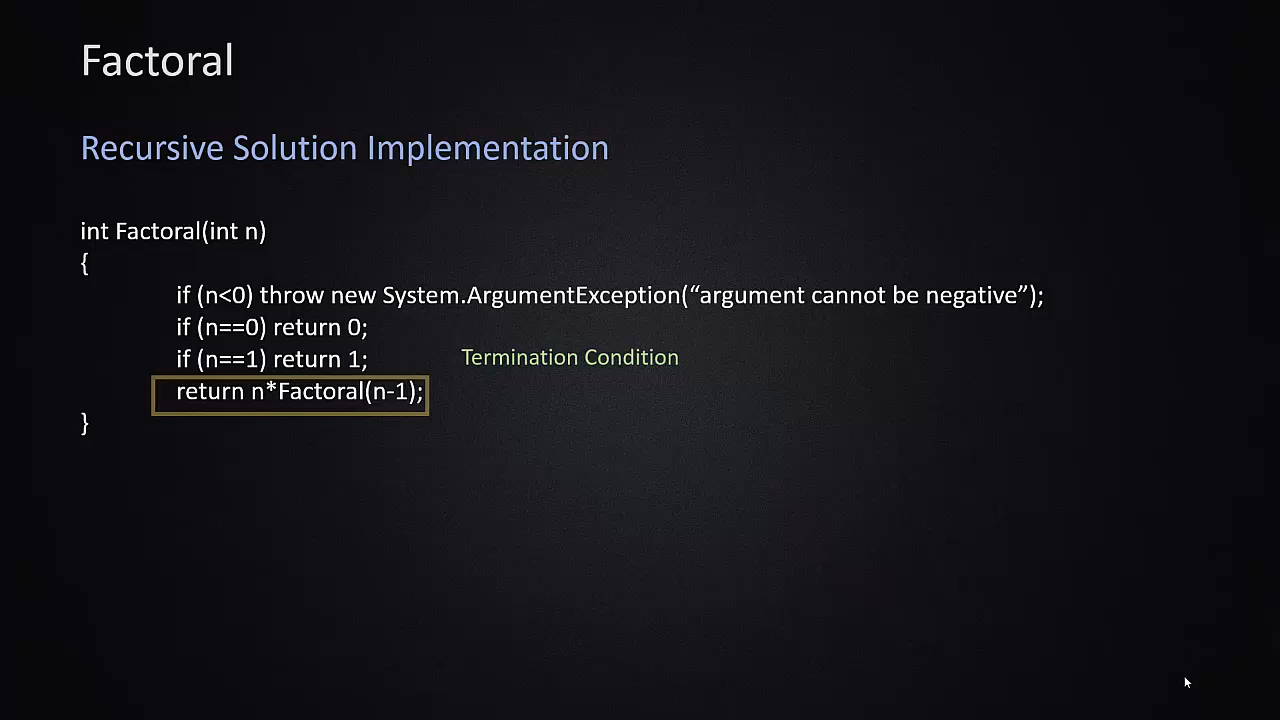 Factoral
Recursive Solution Implementation
int Factoral(int n)
{
if (n<0) throw new System.ArgumentException(“argument cannot be negative”);
if (n==0) return 0;
if (n==1) return 1;
Termination Condition
return n*Factoral(n-1);
}